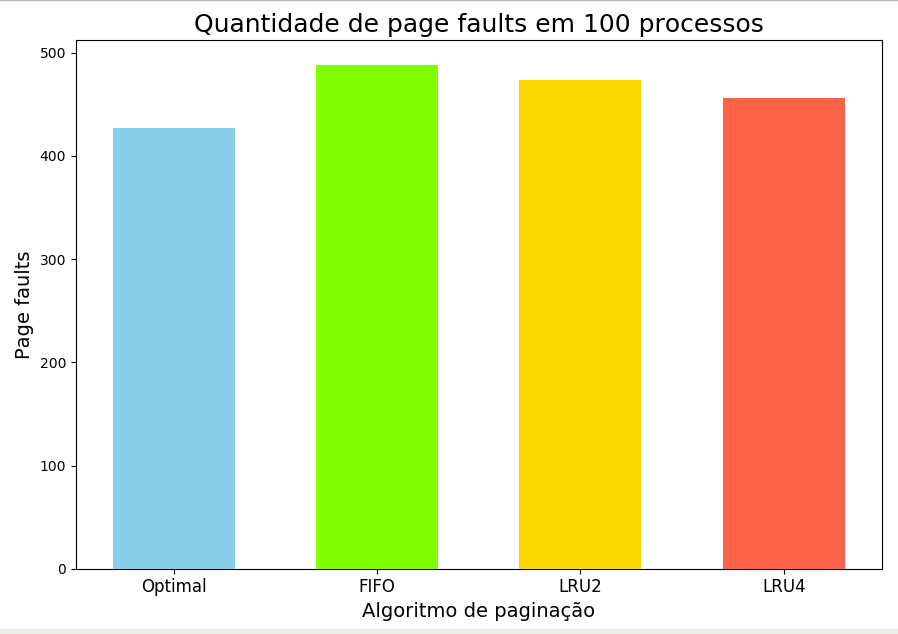 Quantidade de page faults em 100 processos
500
400
300
200
100
0
Page faults
Optimal FIFO LRU2 LRU4
Algoritmo de paginação